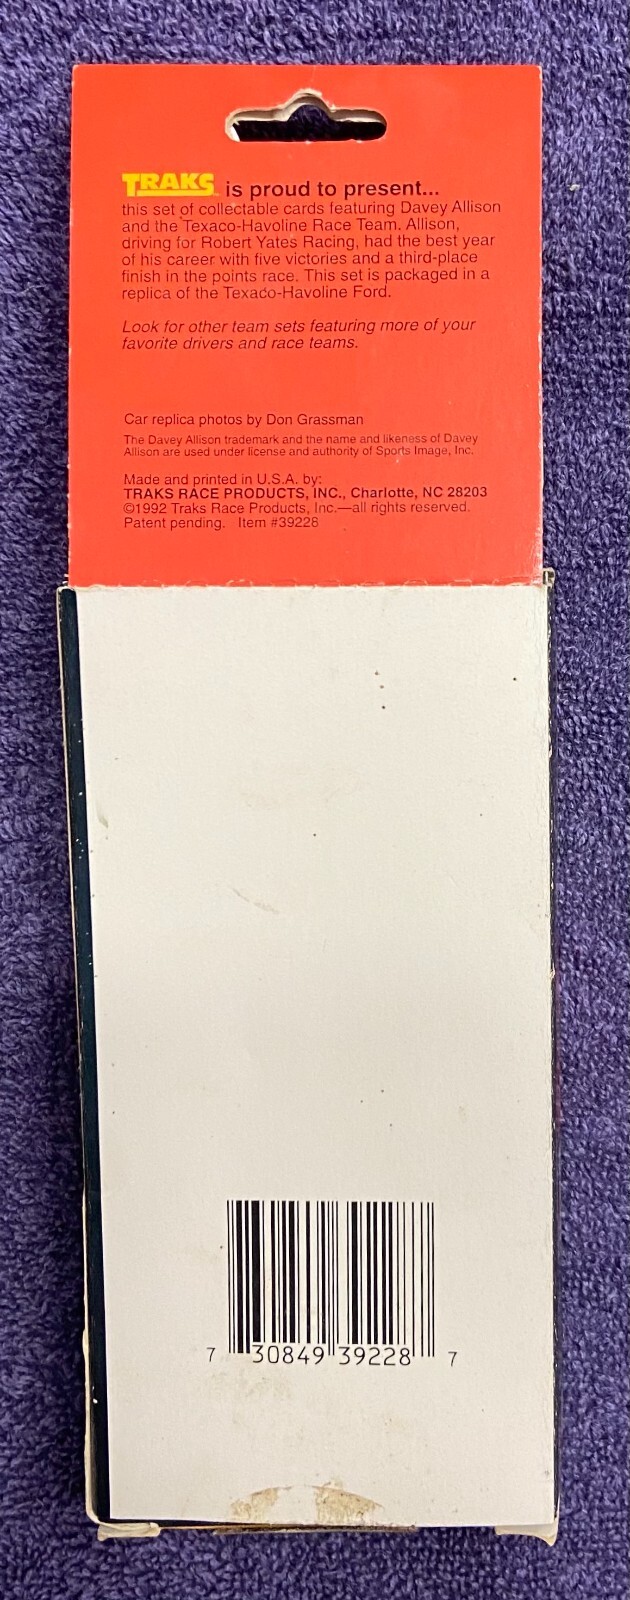 TRAKS is proud to present...
this set of collectable cards featuring Davey Allison
and the Texaco-Havoline Race Team. Allison,
driving for Robert Yates Racing, had the best year
of his career with five victories and a third-place
finish in the points race. This set is packaged in a
replica of the Texaco-Havoline Ford.
Look for other team sets featuring more of your
favorite drivers and race teams.
Car replica photos by Don Grassman
The Davey Allison trademark and the name and likeness of Davey
Allison are used under license and authority of Sports Image, Inc.
Made and printed in U.S.A. by:
TRAKS RACE PRODUCTS, INC., Charlotte, NC 28203
©1992 Traks Race Products, Inc.—all rights reserved.
Patent pending. Item #39228
7 30849 39228 7